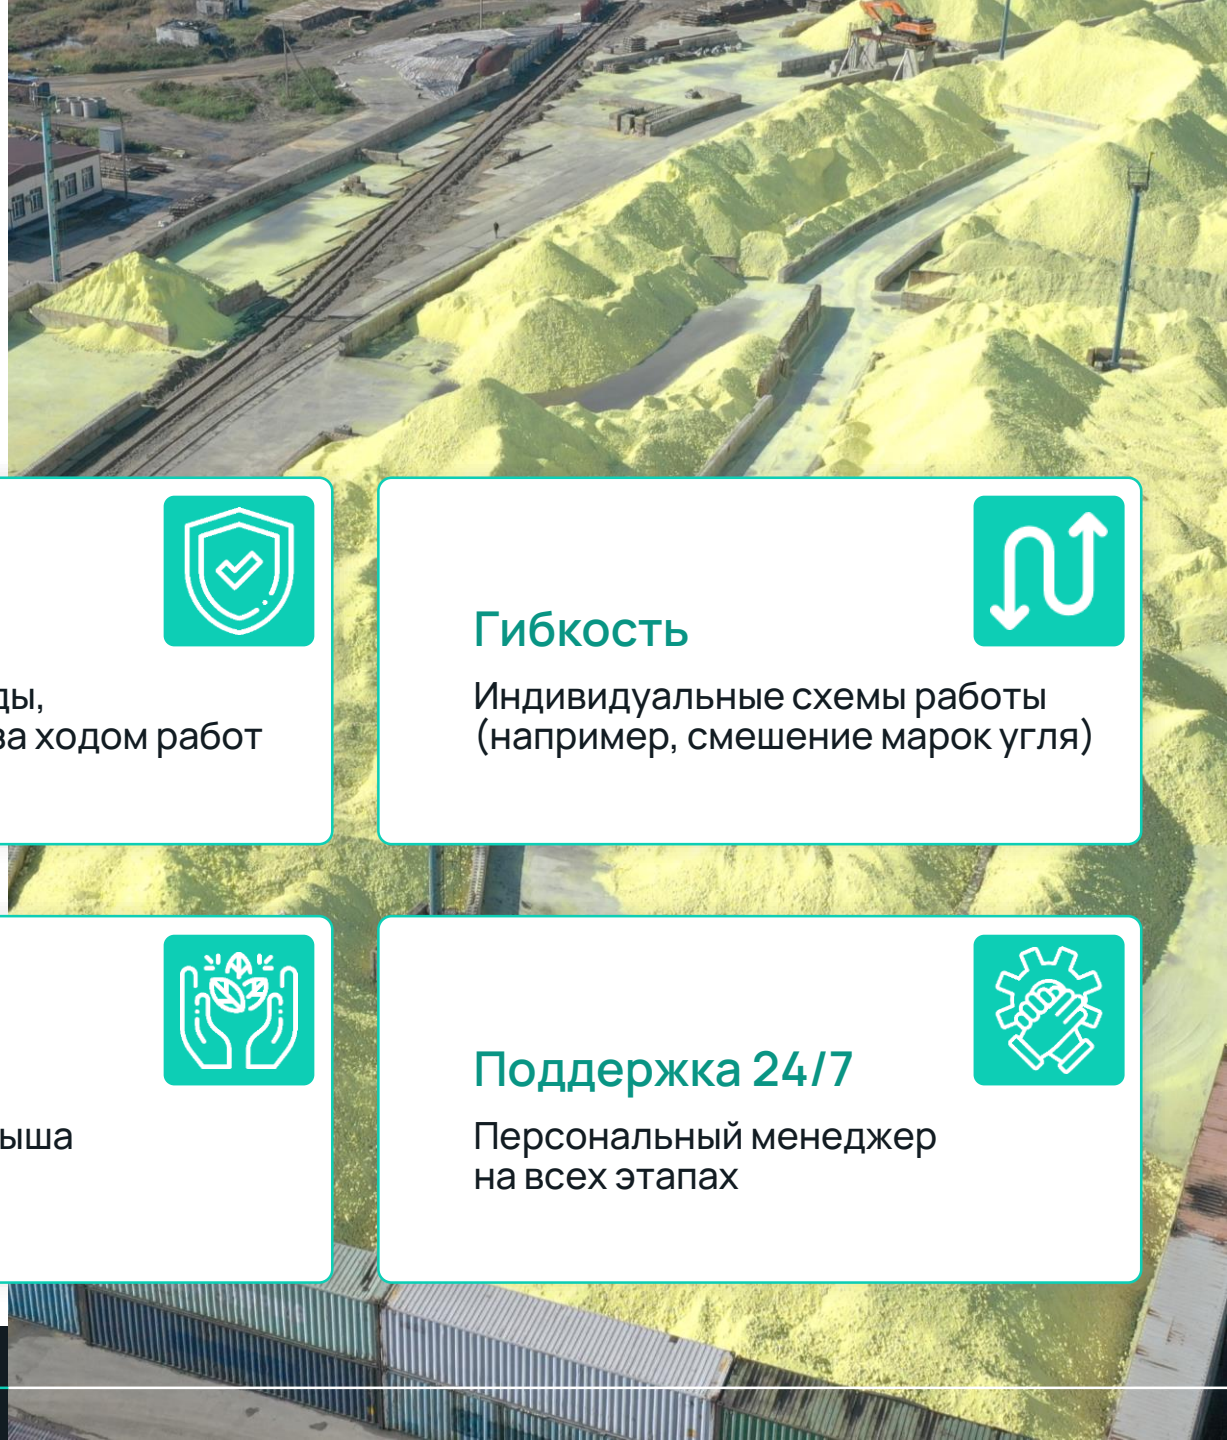 ды,
за ходом работ
Гибкость
Индивидуальные схемы работы
(например, смешение марок угля)
ыша
Поддержка 24/7
Персональный менеджер
на всех этапах